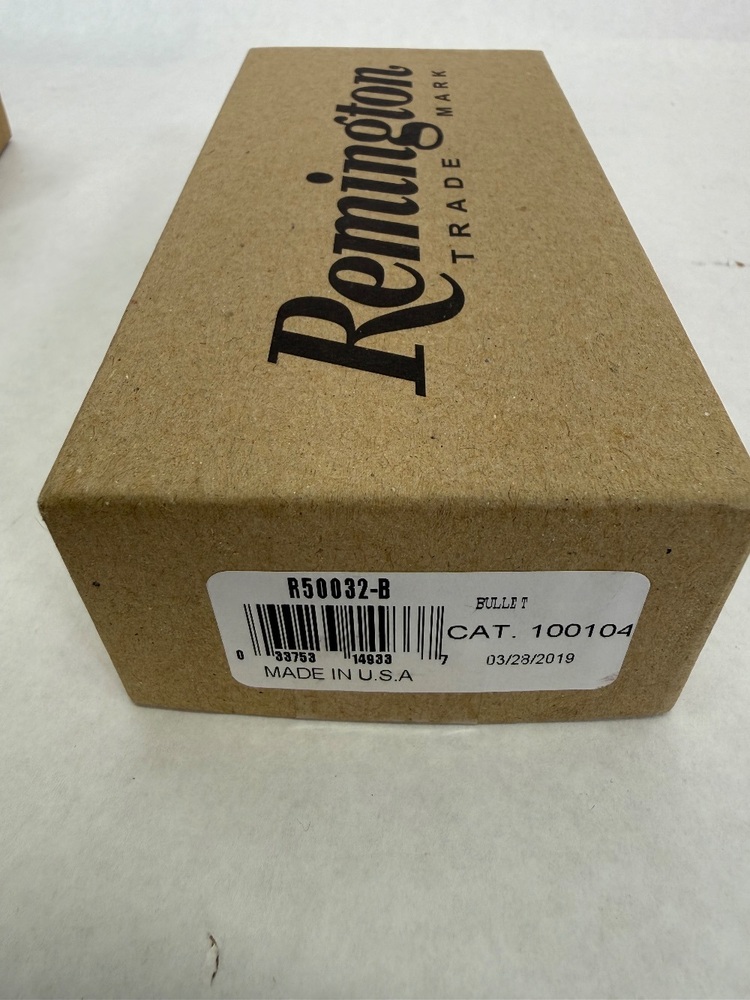 Remington
TRADE MARK
R50032-B
BULLET
CAT. 100104
0 33753 14933 7
03/28/2019
MADE IN U.S.A